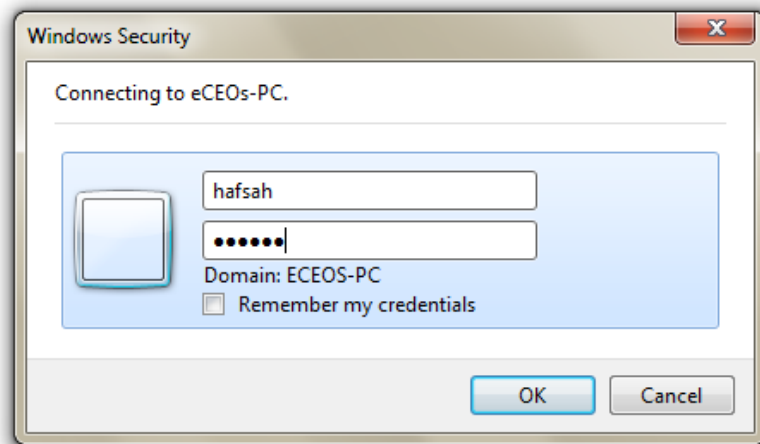 Windows Security
Connecting to eCEOs-PC.
hafsah
●●●●●●
Domain: ECEOS-PC
Remember my credentials
OK
Cancel